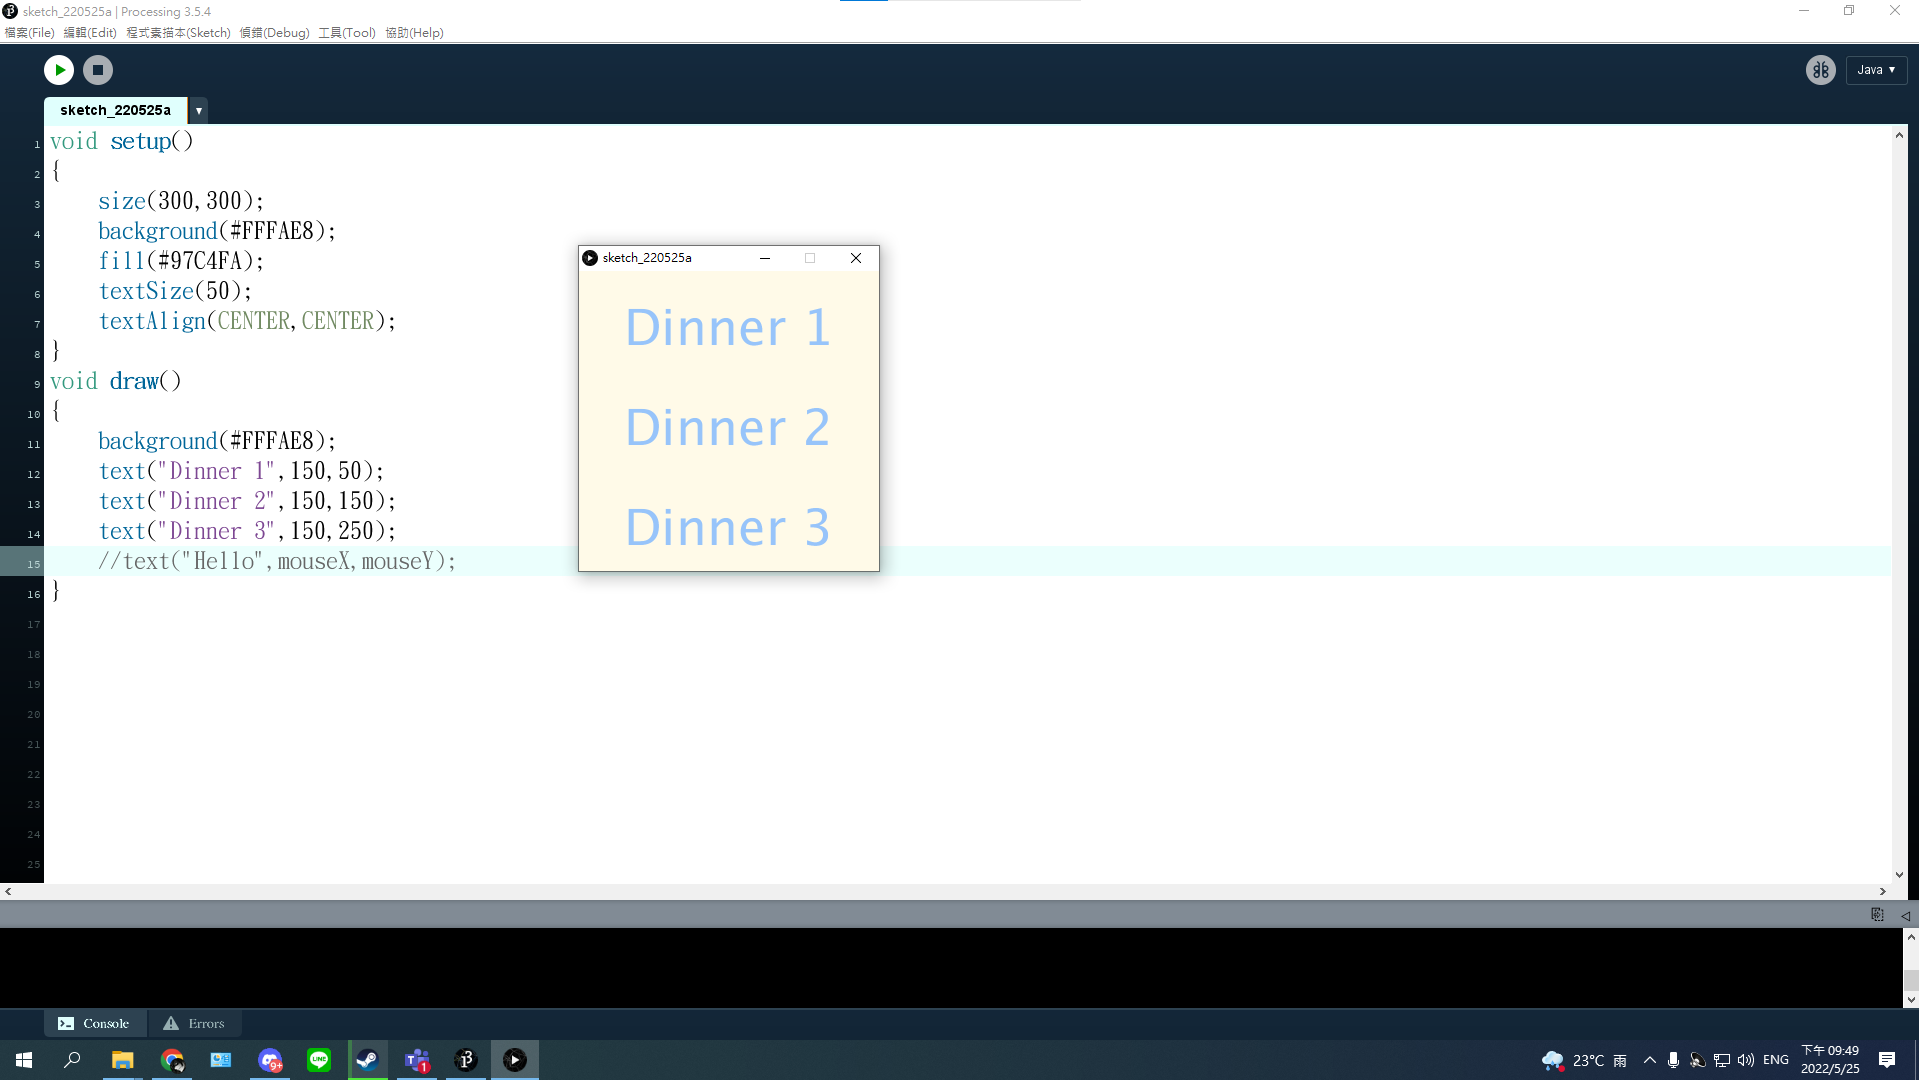 sketch_220525a | Processing 3.5.4
檔案(File) 編輯(Edit) 程式素描本(Sketch) 偵錯(Debug) 工具(Tool) 協助(Help)
Java ▼
sketch_220525a ▼
1 void setup()
2 {
3 size(300,300);
4 background(#FFFAE8);
5 fill(#97C4FA);
6 textSize(50);
7 textAlign(CENTER,CENTER);
8 }
9 void draw()
10 {
11 background(#FFFAE8);
12 text("Dinner 1",150,50);
13 text("Dinner 2",150,150);
14 text("Dinner 3",150,250);
15 //text("Hello",mouseX,mouseY);
16 }
17
18
19
20
21
22
23
24
25
sketch_220525a
Dinner 1
Dinner 2
Dinner 3
Console Errors
9+
LINE
T
1
23°C 雨
ENG
下午 09:49
2022/5/25